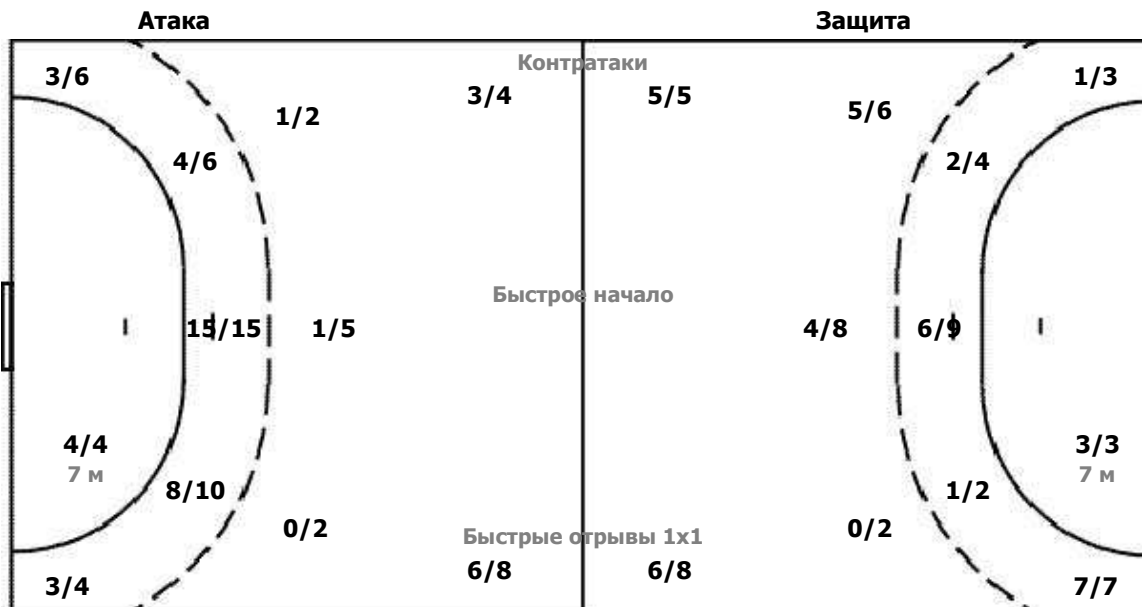 Атака Защита
Контратаки
3/6 1/3
3/4 5/5
1/2 5/6
4/6 2/4
Быстрое начало
15/15 1/5 4/8 6/9
4/4 3/3
7 м 7 м
8/10 1/2
0/2 0/2
Быстрые отрывы 1x1
6/8 6/8
3/4 7/7